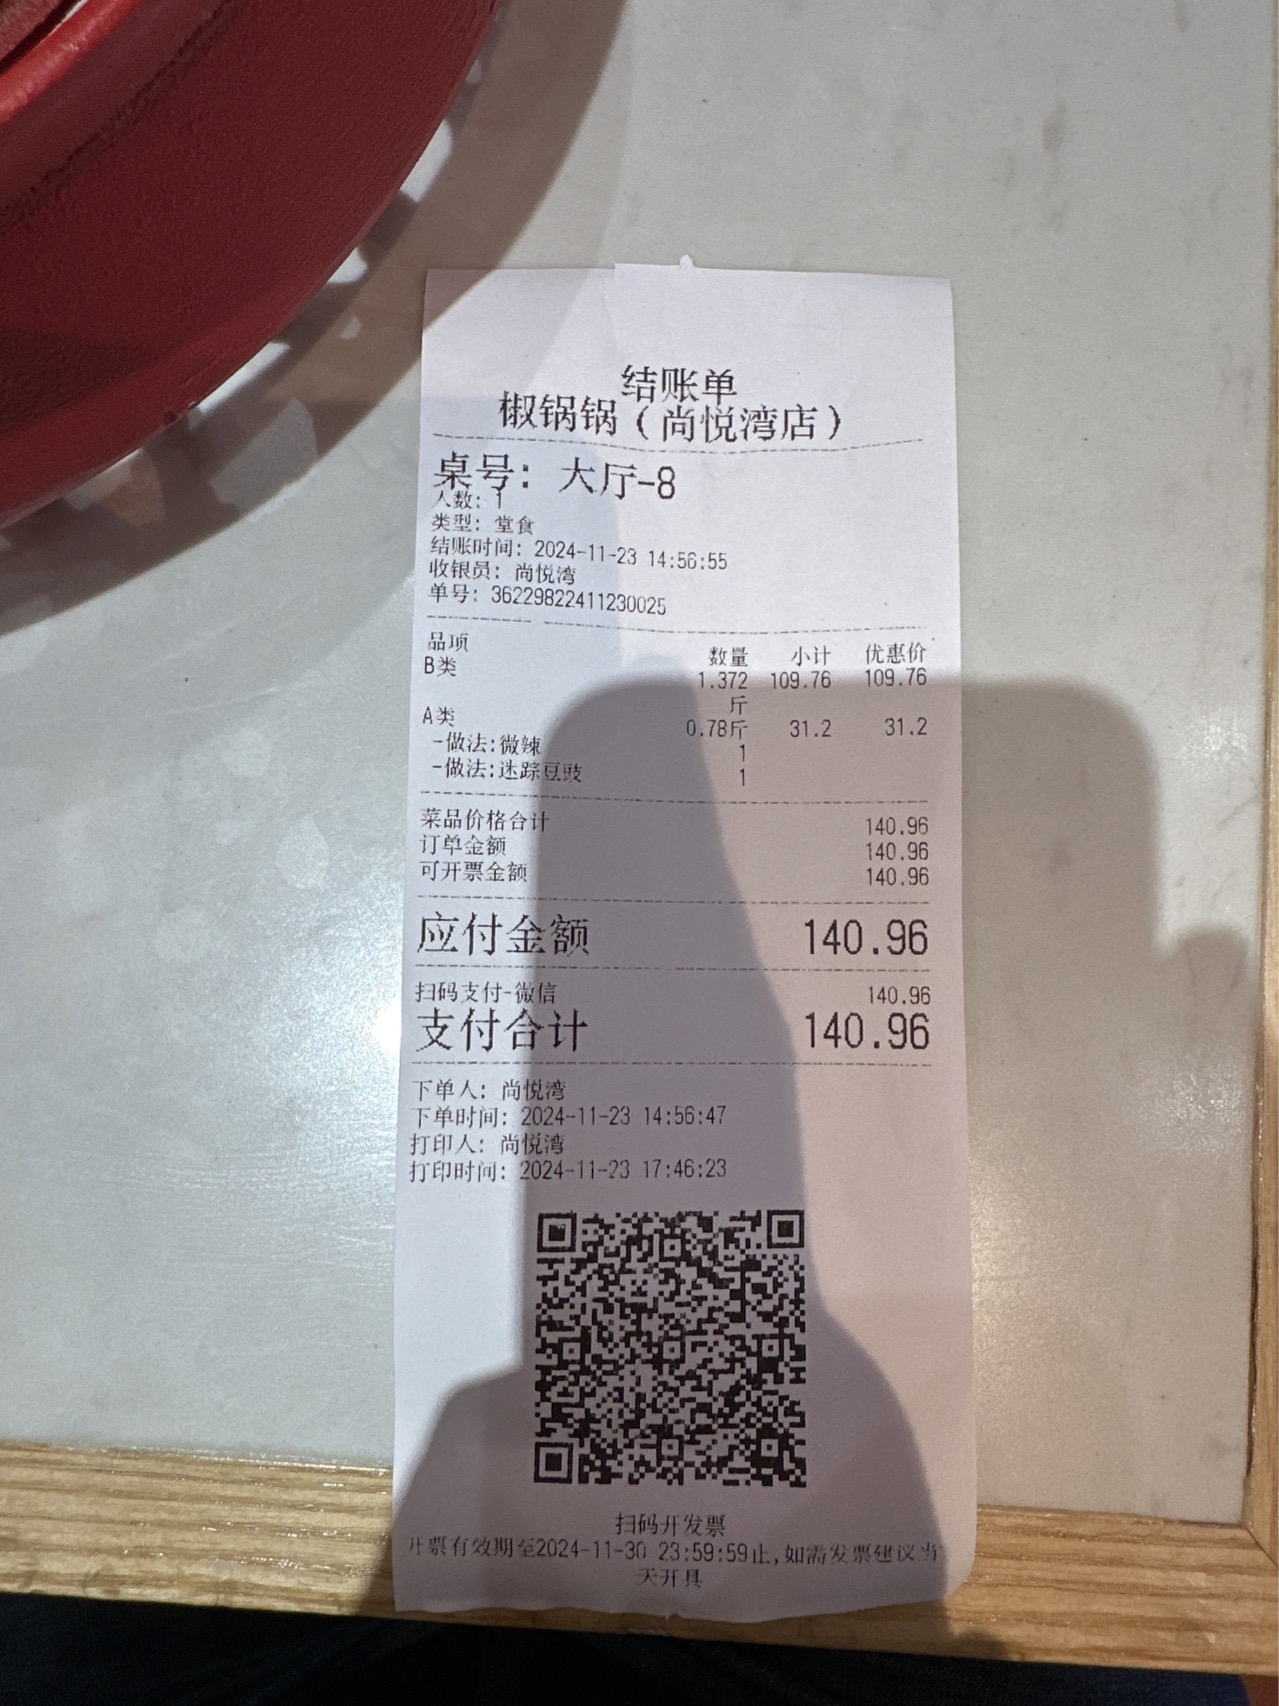 结账单
椒锅锅（尚悦湾店）
桌号: 大厅-8
人数: 1
类型: 堂食
结账时间: 2024-11-23 14:56:55
收银员: 尚悦湾
单号: 36229822411230025
品项 数量 小计 优惠价
B类 1.372 109.76 109.76
斤
A类 0.78斤 31.2 31.2
-做法:微辣 1
-做法:迷踪豆豉 1
菜品价格合计 140.96
订单金额 140.96
可开票金额 140.96
应付金额 140.96
扫码支付-微信 140.96
支付合计 140.96
下单人: 尚悦湾
下单时间: 2024-11-23 14:56:47
打印人: 尚悦湾
打印时间: 2024-11-23 17:46:23
扫码开发票
开票有效期至2024-11-30 23:59:59止,如需发票建议当
天开具